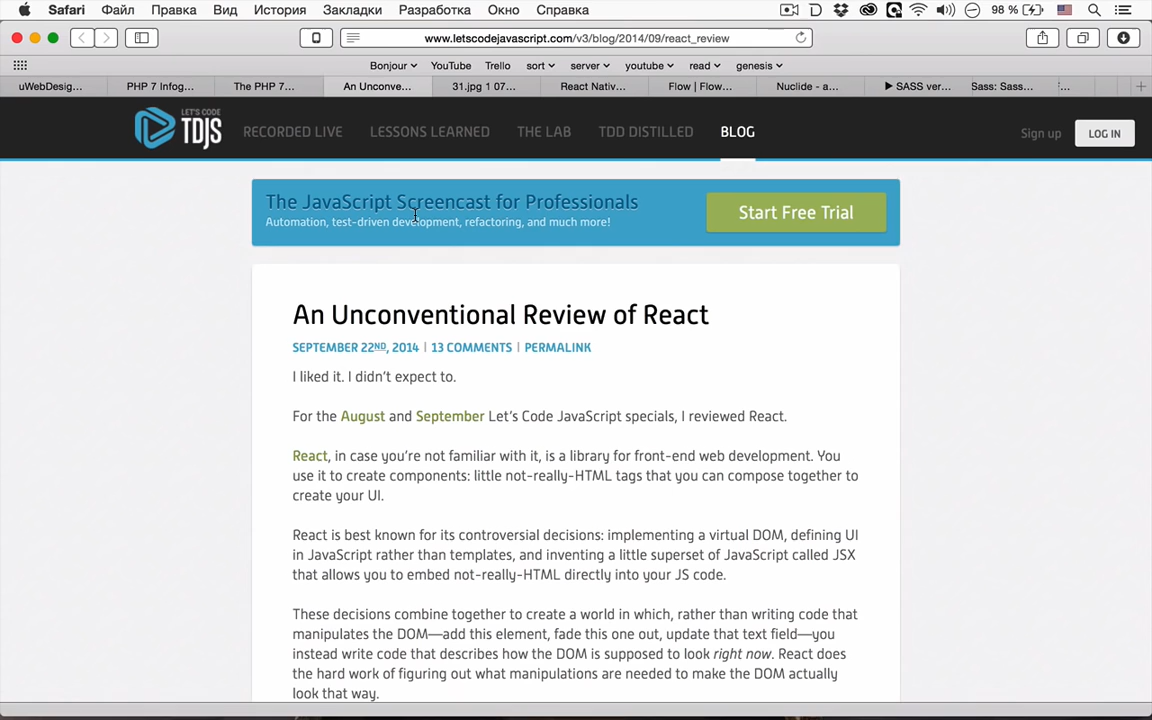 Safari Файл Правка Вид История Закладки Разработка Окно Справка 98 %
www.letscodejavascript.com/v3/blog/2014/09/react_review
Bonjour YouTube Trello sort server youtube read genesis
uWebDesig... PHP 7 Infog... The PHP 7... An Unconve... 31.jpg 1 07... React Nativ... Flow | Flow... Nuclide - a... ▶ SASS ver... Sass: Sass...
LET'S CODE
TDJS
RECORDED LIVE LESSONS LEARNED THE LAB TDD DISTILLED BLOG Sign up LOG IN
The JavaScript Screencast for Professionals
Automation, test-driven development, refactoring, and much more!
Start Free Trial
An Unconventional Review of React
SEPTEMBER 22ND, 2014 | 13 COMMENTS | PERMALINK
I liked it. I didn't expect to.
For the August and September Let's Code JavaScript specials, I reviewed React.
React, in case you're not familiar with it, is a library for front-end web development. You
use it to create components: little not-really-HTML tags that you can compose together to
create your UI.
React is best known for its controversial decisions: implementing a virtual DOM, defining UI
in JavaScript rather than templates, and inventing a little superset of JavaScript called JSX
that allows you to embed not-really-HTML directly into your JS code.
These decisions combine together to create a world in which, rather than writing code that
manipulates the DOM—add this element, fade this one out, update that text field—you
instead write code that describes how the DOM is supposed to look right now. React does
the hard work of figuring out what manipulations are needed to make the DOM actually
look that way.